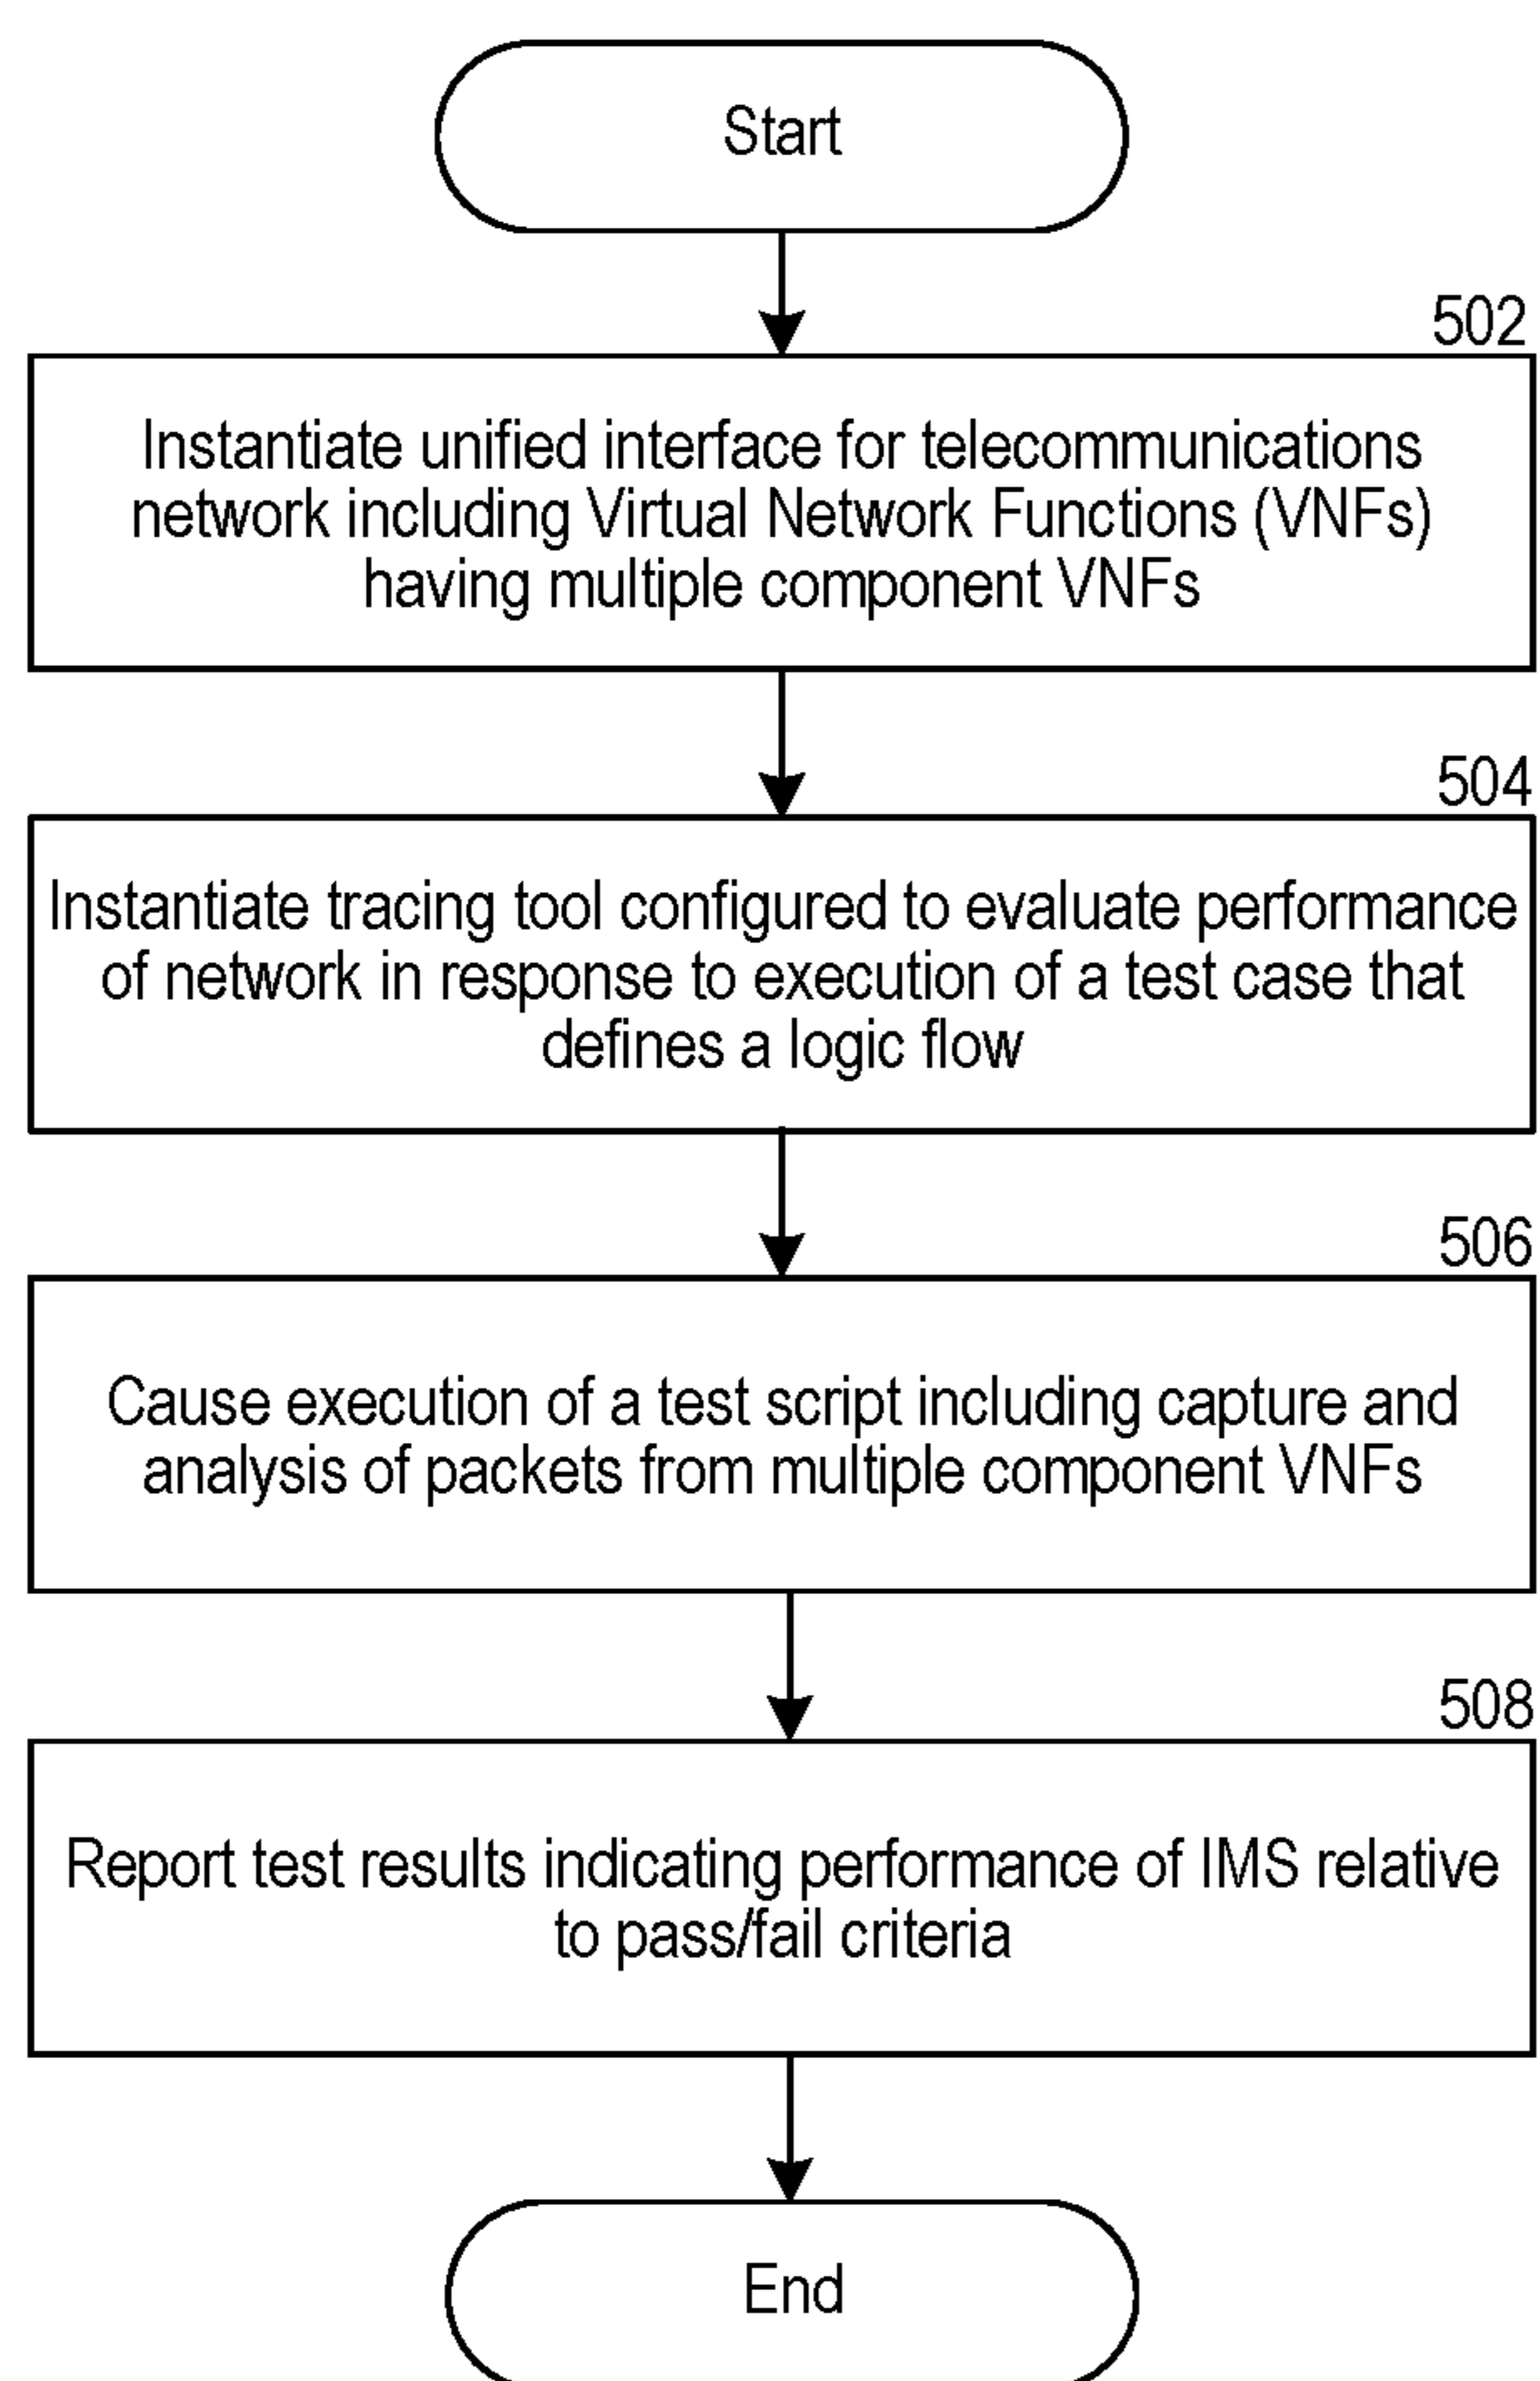 Start
502
Instantiate unified interface for telecommunications
network including Virtual Network Functions (VNFs)
having multiple component VNFs
504
Instantiate tracing tool configured to evaluate performance
of network in response to execution of a test case that
defines a logic flow
506
Cause execution of a test script including capture and
analysis of packets from multiple component VNFs
508
Report test results indicating performance of IMS relative
to pass/fail criteria
End